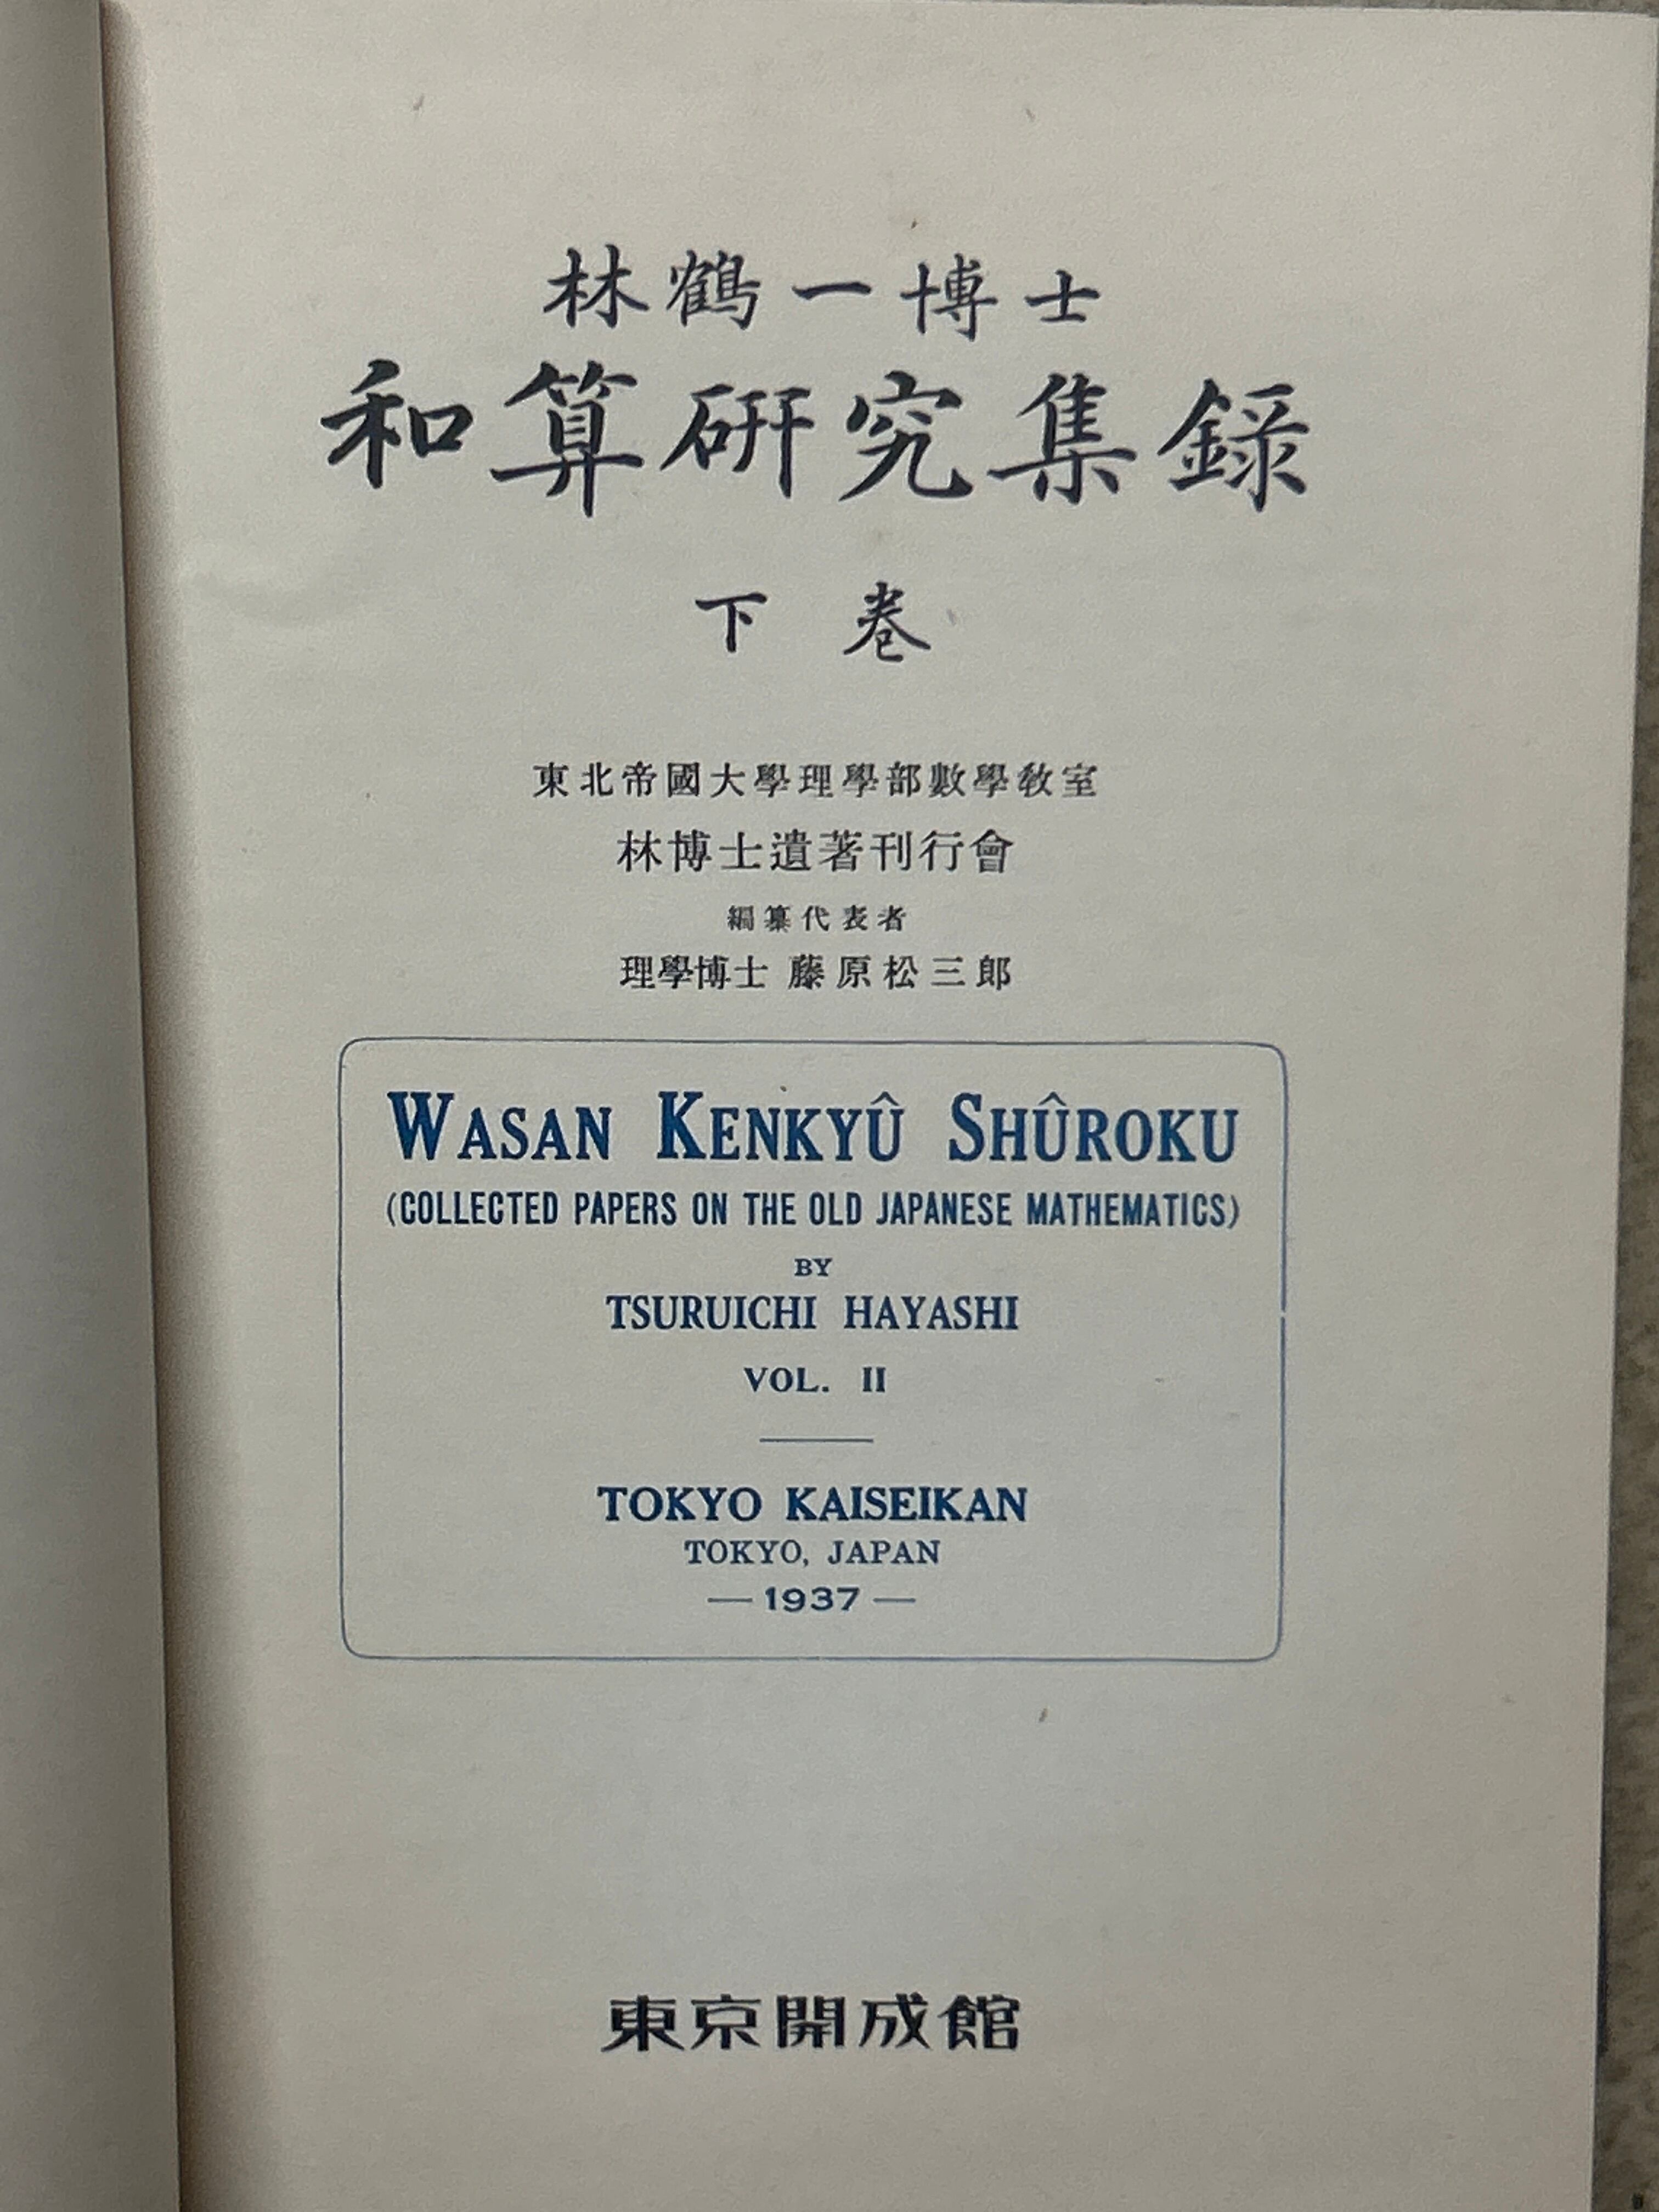 林鶴一博士
和算研究集録
下巻
東北帝國大學理學部數學教室
林博士遺著刊行會
編纂代表者
理學博士 藤原松三郎
WASAN KENKYÛ SHÛROKU
(COLLECTED PAPERS ON THE OLD JAPANESE MATHEMATICS)
BY
TSURUICHI HAYASHI
VOL. II
TOKYO KAISEIKAN
TOKYO, JAPAN
— 1937 —
東京開成館